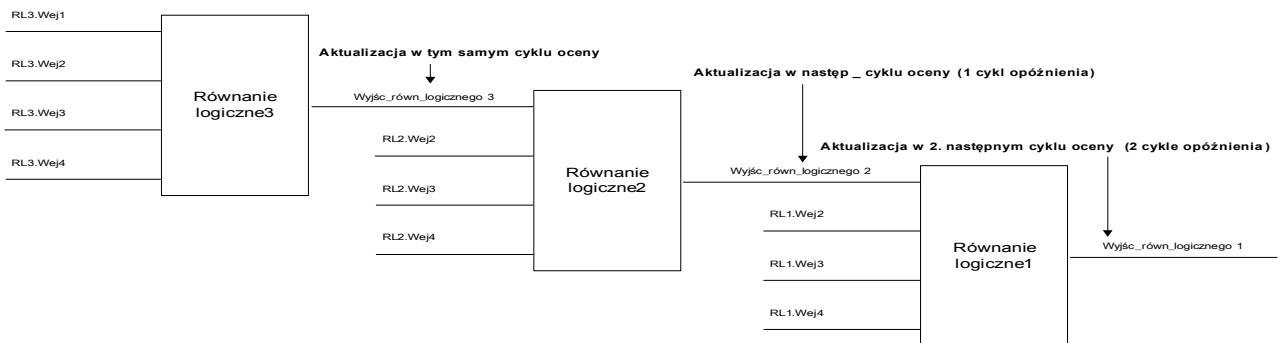 RL3.Wej1
RL3.Wej2
RL3.Wej3
RL3.Wej4
Równanie
logiczne3
Aktualizacja w tym samym cyklu oceny
Wyjśc_równ_logicznego 3
RL2.Wej2
RL2.Wej3
RL2.Wej4
Równanie
logiczne2
Aktualizacja w następ _ cyklu oceny (1 cykl opóźnienia)
Wyjśc_równ_logicznego 2
RL1.Wej2
RL1.Wej3
RL1.Wej4
Równanie
logiczne1
Aktualizacja w 2. następnym cyklu oceny (2 cykle opóźnienia)
Wyjśc_równ_logicznego 1